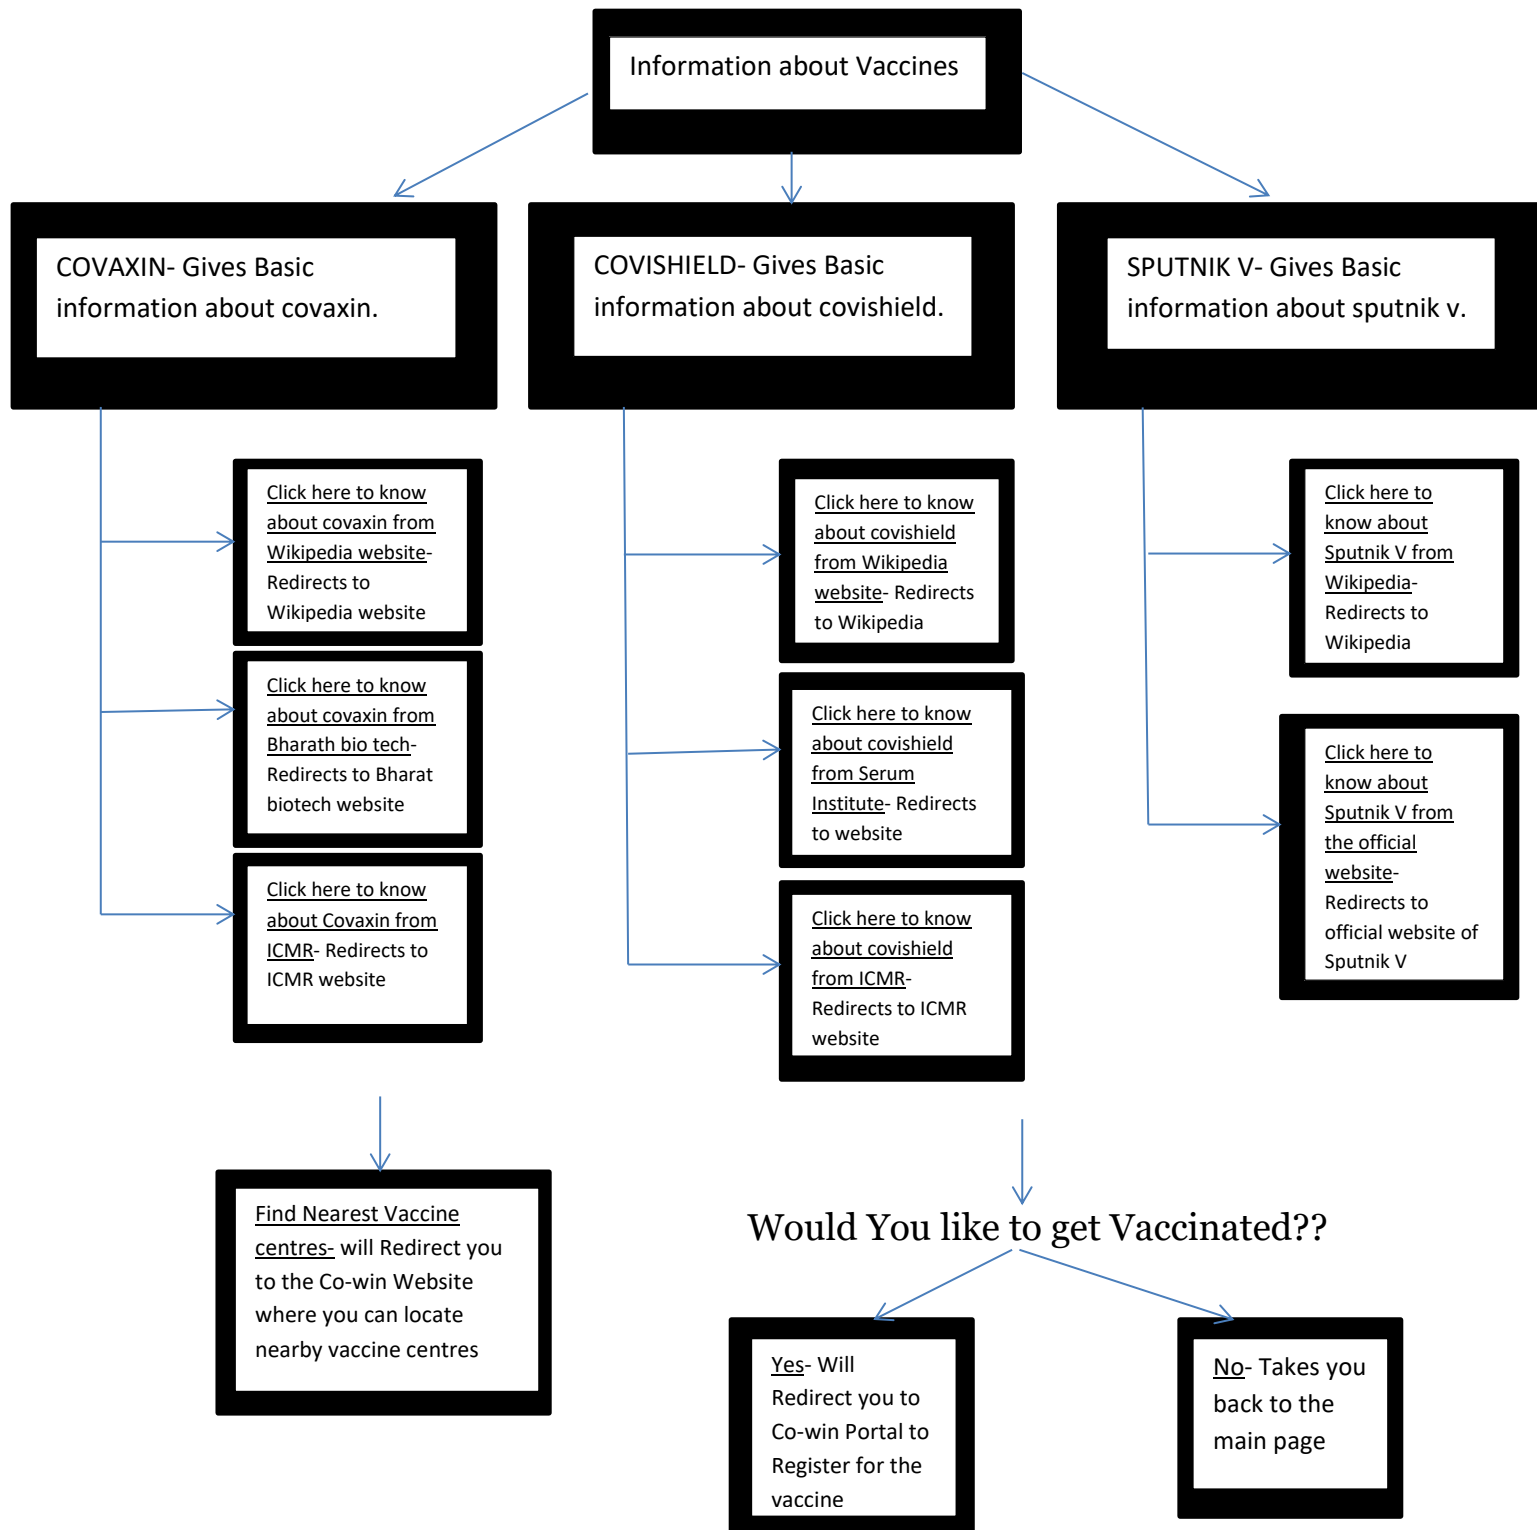 Information about Vaccines
COVAXIN- Gives Basic
information about covaxin.
COVISHIELD- Gives Basic
information about covishield.
SPUTNIK V- Gives Basic
information about sputnik v.
Click here to know
about covaxin from
Wikipedia website-
Redirects to
Wikipedia website
Click here to know
about covaxin from
Bharath bio tech-
Redirects to Bharat
biotech website
Click here to know
about Covaxin from
ICMR- Redirects to
ICMR website
Click here to know
about covishield
from Wikipedia
website- Redirects
to Wikipedia
Click here to know
about covishield
from Serum
Institute- Redirects
to website
Click here to know
about covishield
from ICMR-
Redirects to ICMR
website
Click here to
know about
Sputnik V from
Wikipedia-
Redirects to
Wikipedia
Click here to
know about
Sputnik V from
the official
website-
Redirects to
official website of
Sputnik V
Find Nearest Vaccine
centres- will Redirect you
to the Co-win Website
where you can locate
nearby vaccine centres
Would You like to get Vaccinated??
Yes- Will
Redirect you to
Co-win Portal to
Register for the
vaccine
No- Takes you
back to the
main page